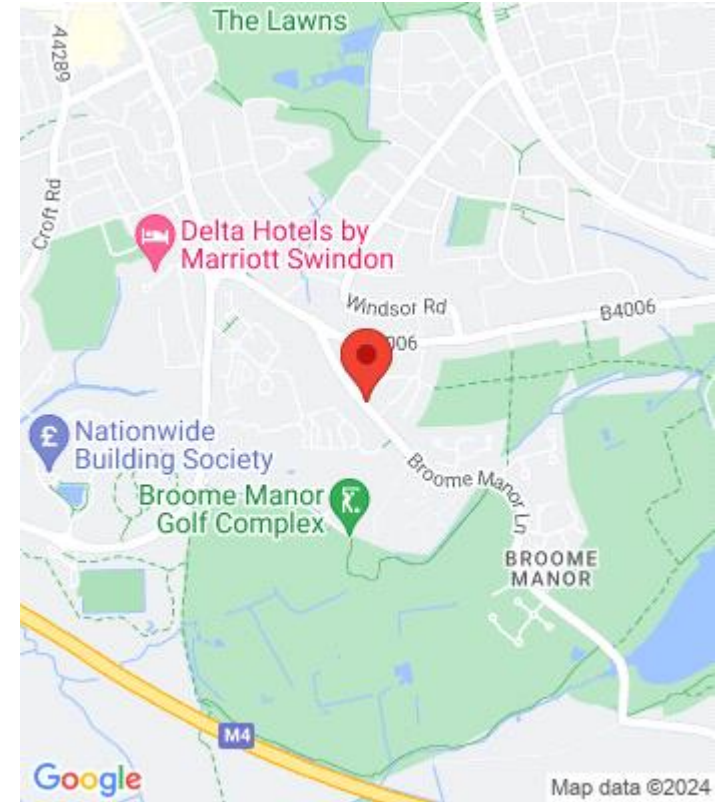 The Lawns
A4289
Croft Rd
Delta Hotels by
Marriott Swindon
Windsor Rd
B4006
006
£ Nationwide
Building Society
Broome Manor
Golf Complex
Broome Manor Ln
BROOME
MANOR
M4
Google
Map data ©2024